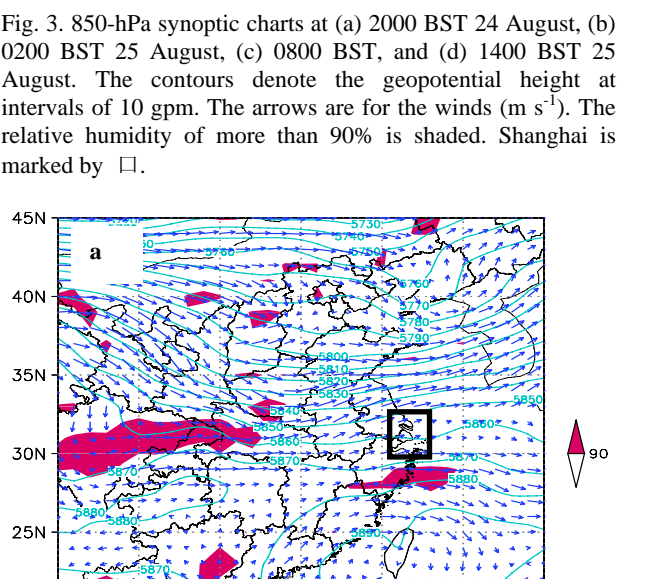 Fig. 3. 850-hPa synoptic charts at (a) 2000 BST 24 August, (b)
0200 BST 25 August, (c) 0800 BST, and (d) 1400 BST 25
August. The contours denote the geopotential height at
intervals of 10 gpm. The arrows are for the winds (m s-1). The
relative humidity of more than 90% is shaded. Shanghai is
marked by 口.
45N
5730
5740
a
5750
5760
5760
40N
5770
5780
5790
5800
35N
5810
5820
5830
5850
5840
5850
5860
5860
30N
90
5870
5870
5870
5880
5880
5880
25N
5890
5870